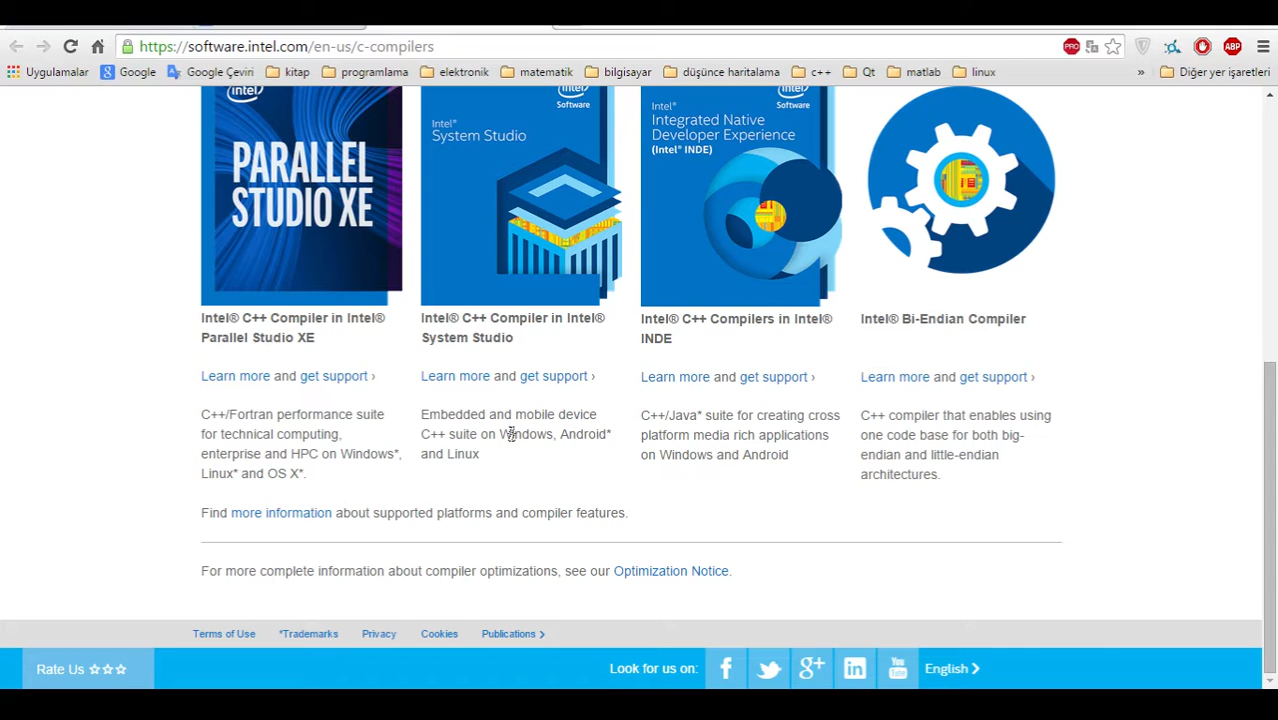 https://software.intel.com/en-us/c-compilers
PRO
ABP
Uygulamalar
Google
Google Çeviri
kitap
programlama
elektronik
matematik
bilgisayar
düşünce haritalama
c++
Qt
matlab
linux
»
Diğer yer işaretleri
intel
PARALLEL
STUDIO XE
intel
Software
Intel®
System Studio
intel
Software
Intel®
Integrated Native
Developer Experience
(Intel® INDE)
Intel® C++ Compiler in Intel®
Parallel Studio XE
Learn more and get support ›
C++/Fortran performance suite
for technical computing,
enterprise and HPC on Windows*,
Linux* and OS X*.
Intel® C++ Compiler in Intel®
System Studio
Learn more and get support ›
Embedded and mobile device
C++ suite on Windows, Android*
and Linux
Intel® C++ Compilers in Intel®
INDE
Learn more and get support ›
C++/Java* suite for creating cross
platform media rich applications
on Windows and Android
Intel® Bi-Endian Compiler
Learn more and get support ›
C++ compiler that enables using
one code base for both big-
endian and little-endian
architectures.
Find more information about supported platforms and compiler features.
For more complete information about compiler optimizations, see our Optimization Notice.
Terms of Use
*Trademarks
Privacy
Cookies
Publications
Rate Us ☆☆☆
Look for us on:
f
g+
in
You Tube
English